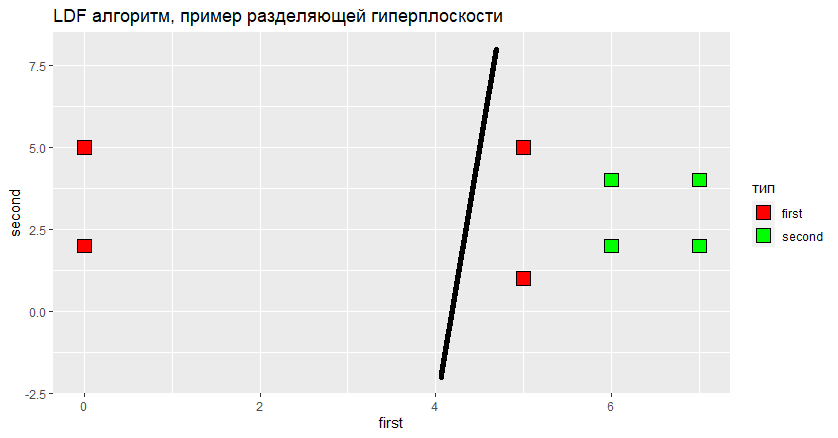 LDF алгоритм, пример разделяющей гиперплоскости
7.5
5.0
2.5
0.0
-2.5
second
0 2 4 6
first
тип
first
second